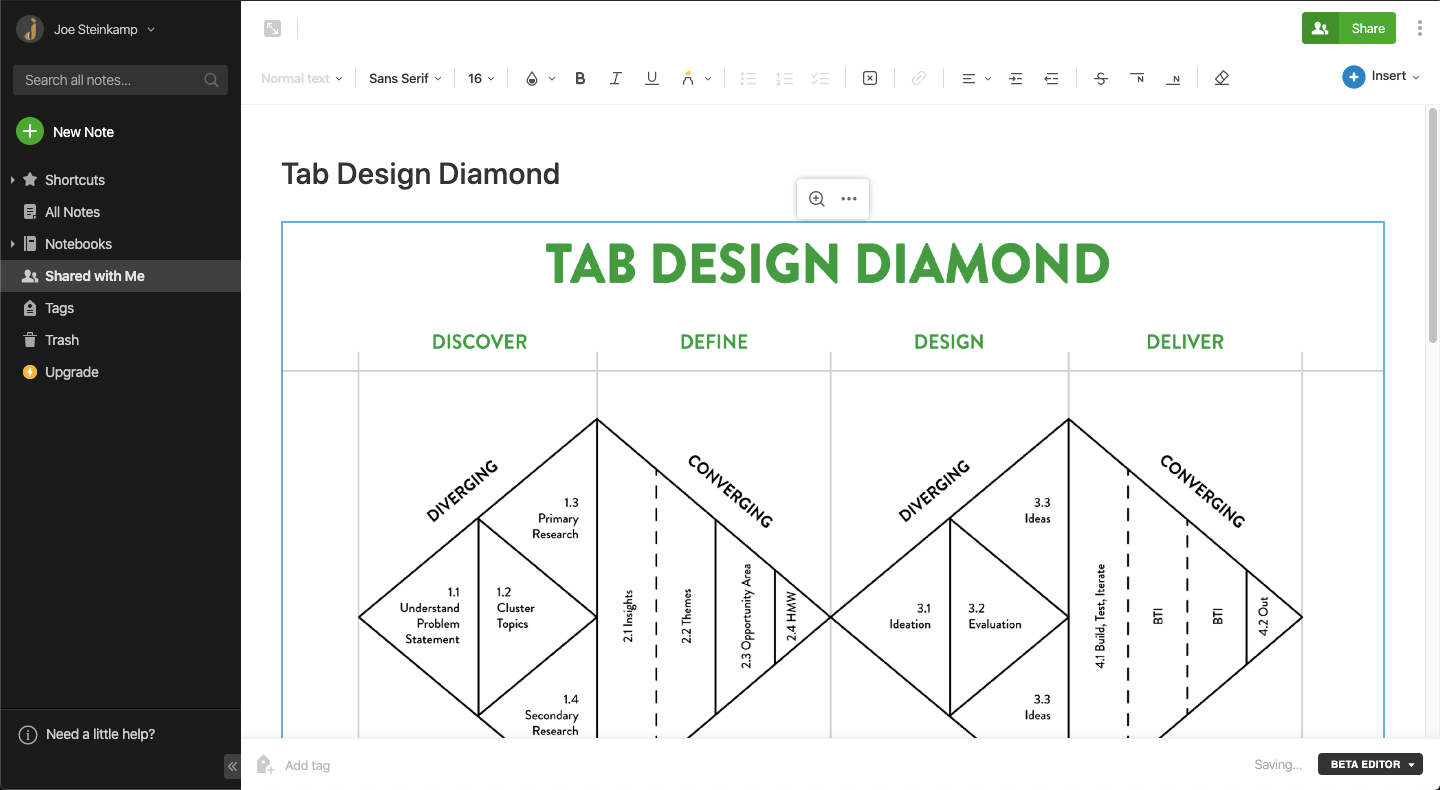 Joe Steinkamp
Search all notes...
New Note
Shortcuts
All Notes
Notebooks
Shared with Me
Tags
Trash
Upgrade
Need a little help?
Share
Normal text
Sans Serif
16
Insert
Tab Design Diamond
TAB DESIGN DIAMOND
DISCOVER
DEFINE
DESIGN
DELIVER
DIVERGING
CONVERGING
DIVERGING
CONVERGING
1.3
Primary
Research
1.1
Understand
Problem
Statement
1.2
Cluster
Topics
1.4
Secondary
Research
2.1 Insights
2.2 Themes
2.3 Opportunity Area
2.4 HMW
3.3
Ideas
3.1
Ideation
3.2
Evaluation
3.3
Ideas
4.1 Build, Test, Iterate
BTI
BTI
4.2 Out
Add tag
Saving...
BETA EDITOR